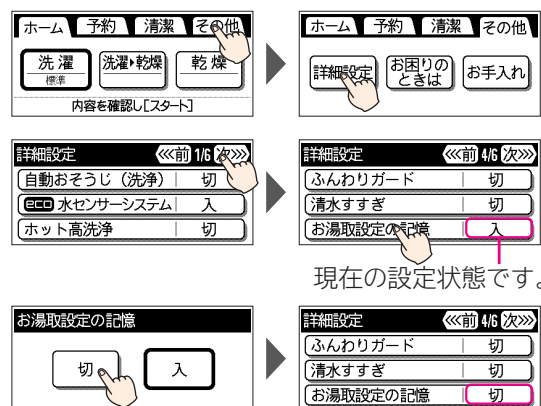 ホーム 予約 清潔 その他
洗濯 洗濯▸乾燥 乾燥
標準
内容を確認し[スタート]
ホーム 予約 清潔 その他
詳細設定 お困りの ときは お手入れ
詳細設定 <<<前 1/6 次>>>
自動おそうじ(洗浄) 切
eco 水センサーシステム 入
ホット高洗浄 切
詳細設定 <<<前 4/6 次>>>
ふんわりガード 切
清水すすぎ 切
お湯取設定の記憶 入
現在の設定状態です。
お湯取設定の記憶
切 入
詳細設定 <<<前 4/6 次>>>
ふんわりガード 切
清水すすぎ 切
お湯取設定の記憶 切